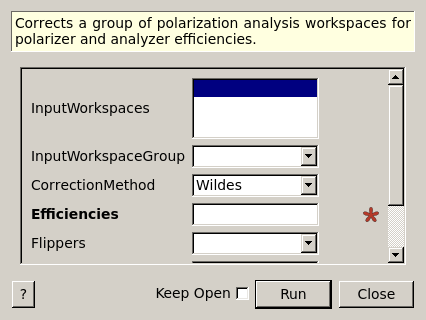 Corrects a group of polarization analysis workspaces for
polarizer and analyzer efficiencies.
InputWorkspaces
InputWorkspaceGroup
CorrectionMethod Wildes
Efficiencies *
Flippers
? Keep Open Run Close